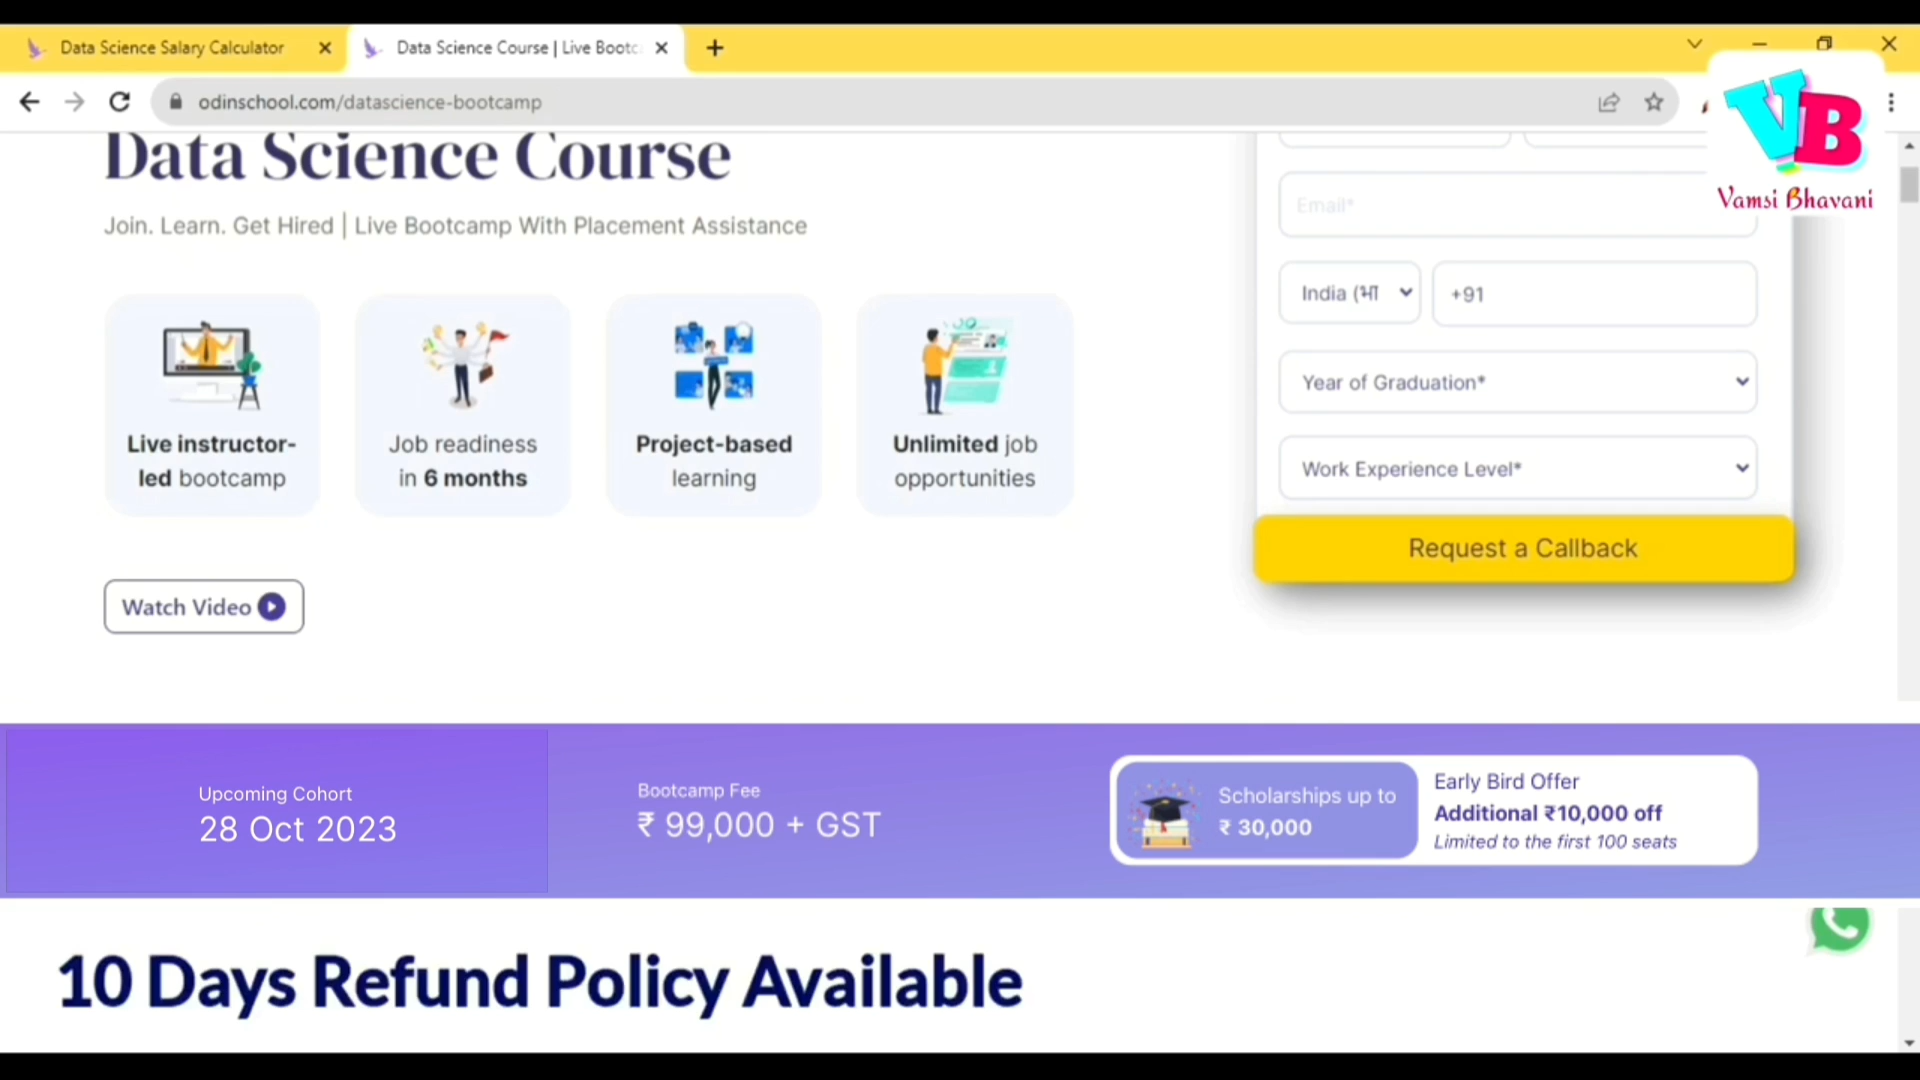 Data Science Salary Calculator
Data Science Course | Live Bootc
odinschool.com/datascience-bootcamp
VB
Vamsi Bhavani
Data Science Course
Join. Learn. Get Hired | Live Bootcamp With Placement Assistance
Email*
India (भा
+91
Year of Graduation*
Work Experience Level*
Request a Callback
Live instructor-
led bootcamp
Job readiness
in 6 months
Project-based
learning
Unlimited job
opportunities
Watch Video
Upcoming Cohort
28 Oct 2023
Bootcamp Fee
₹ 99,000 + GST
Scholarships up to
₹ 30,000
Early Bird Offer
Additional ₹10,000 off
Limited to the first 100 seats
10 Days Refund Policy Available